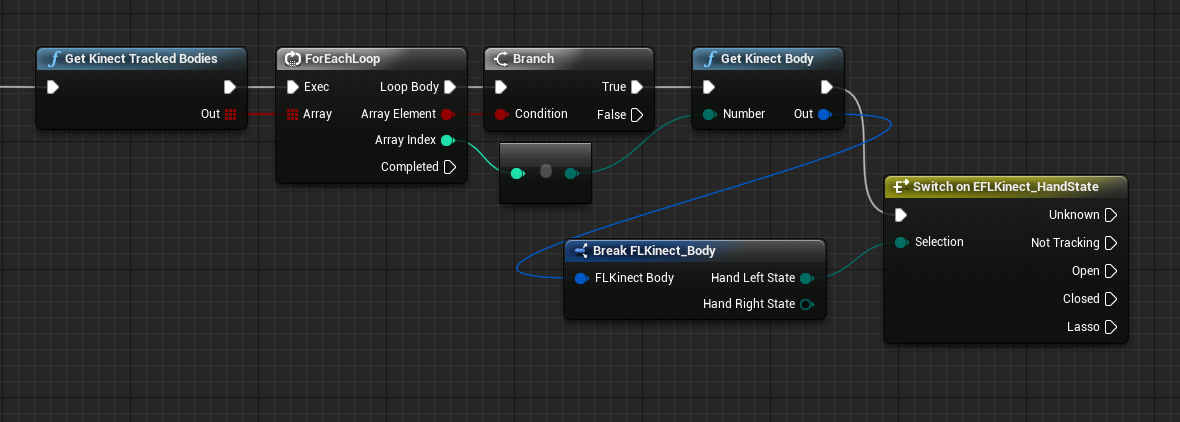 Get Kinect Tracked Bodies
Out
ForEachLoop
Exec
Loop Body
Array
Array Element
Array Index
Completed
Branch
True
Condition
False
Get Kinect Body
Number
Out
Switch on EFLKinect_HandState
Unknown
Selection
Not Tracking
Open
Closed
Lasso
Break FLKinect_Body
FLKinect Body
Hand Left State
Hand Right State